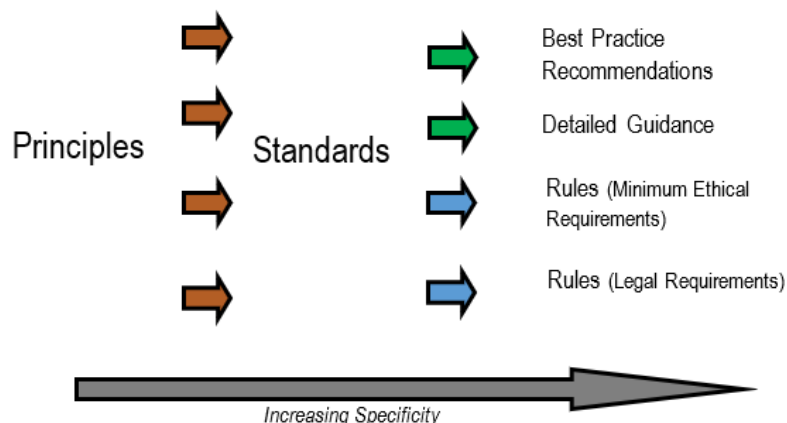 Principles
Standards
Best Practice
Recommendations
Detailed Guidance
Rules (Minimum Ethical
Requirements)
Rules (Legal Requirements)
Increasing Specificity